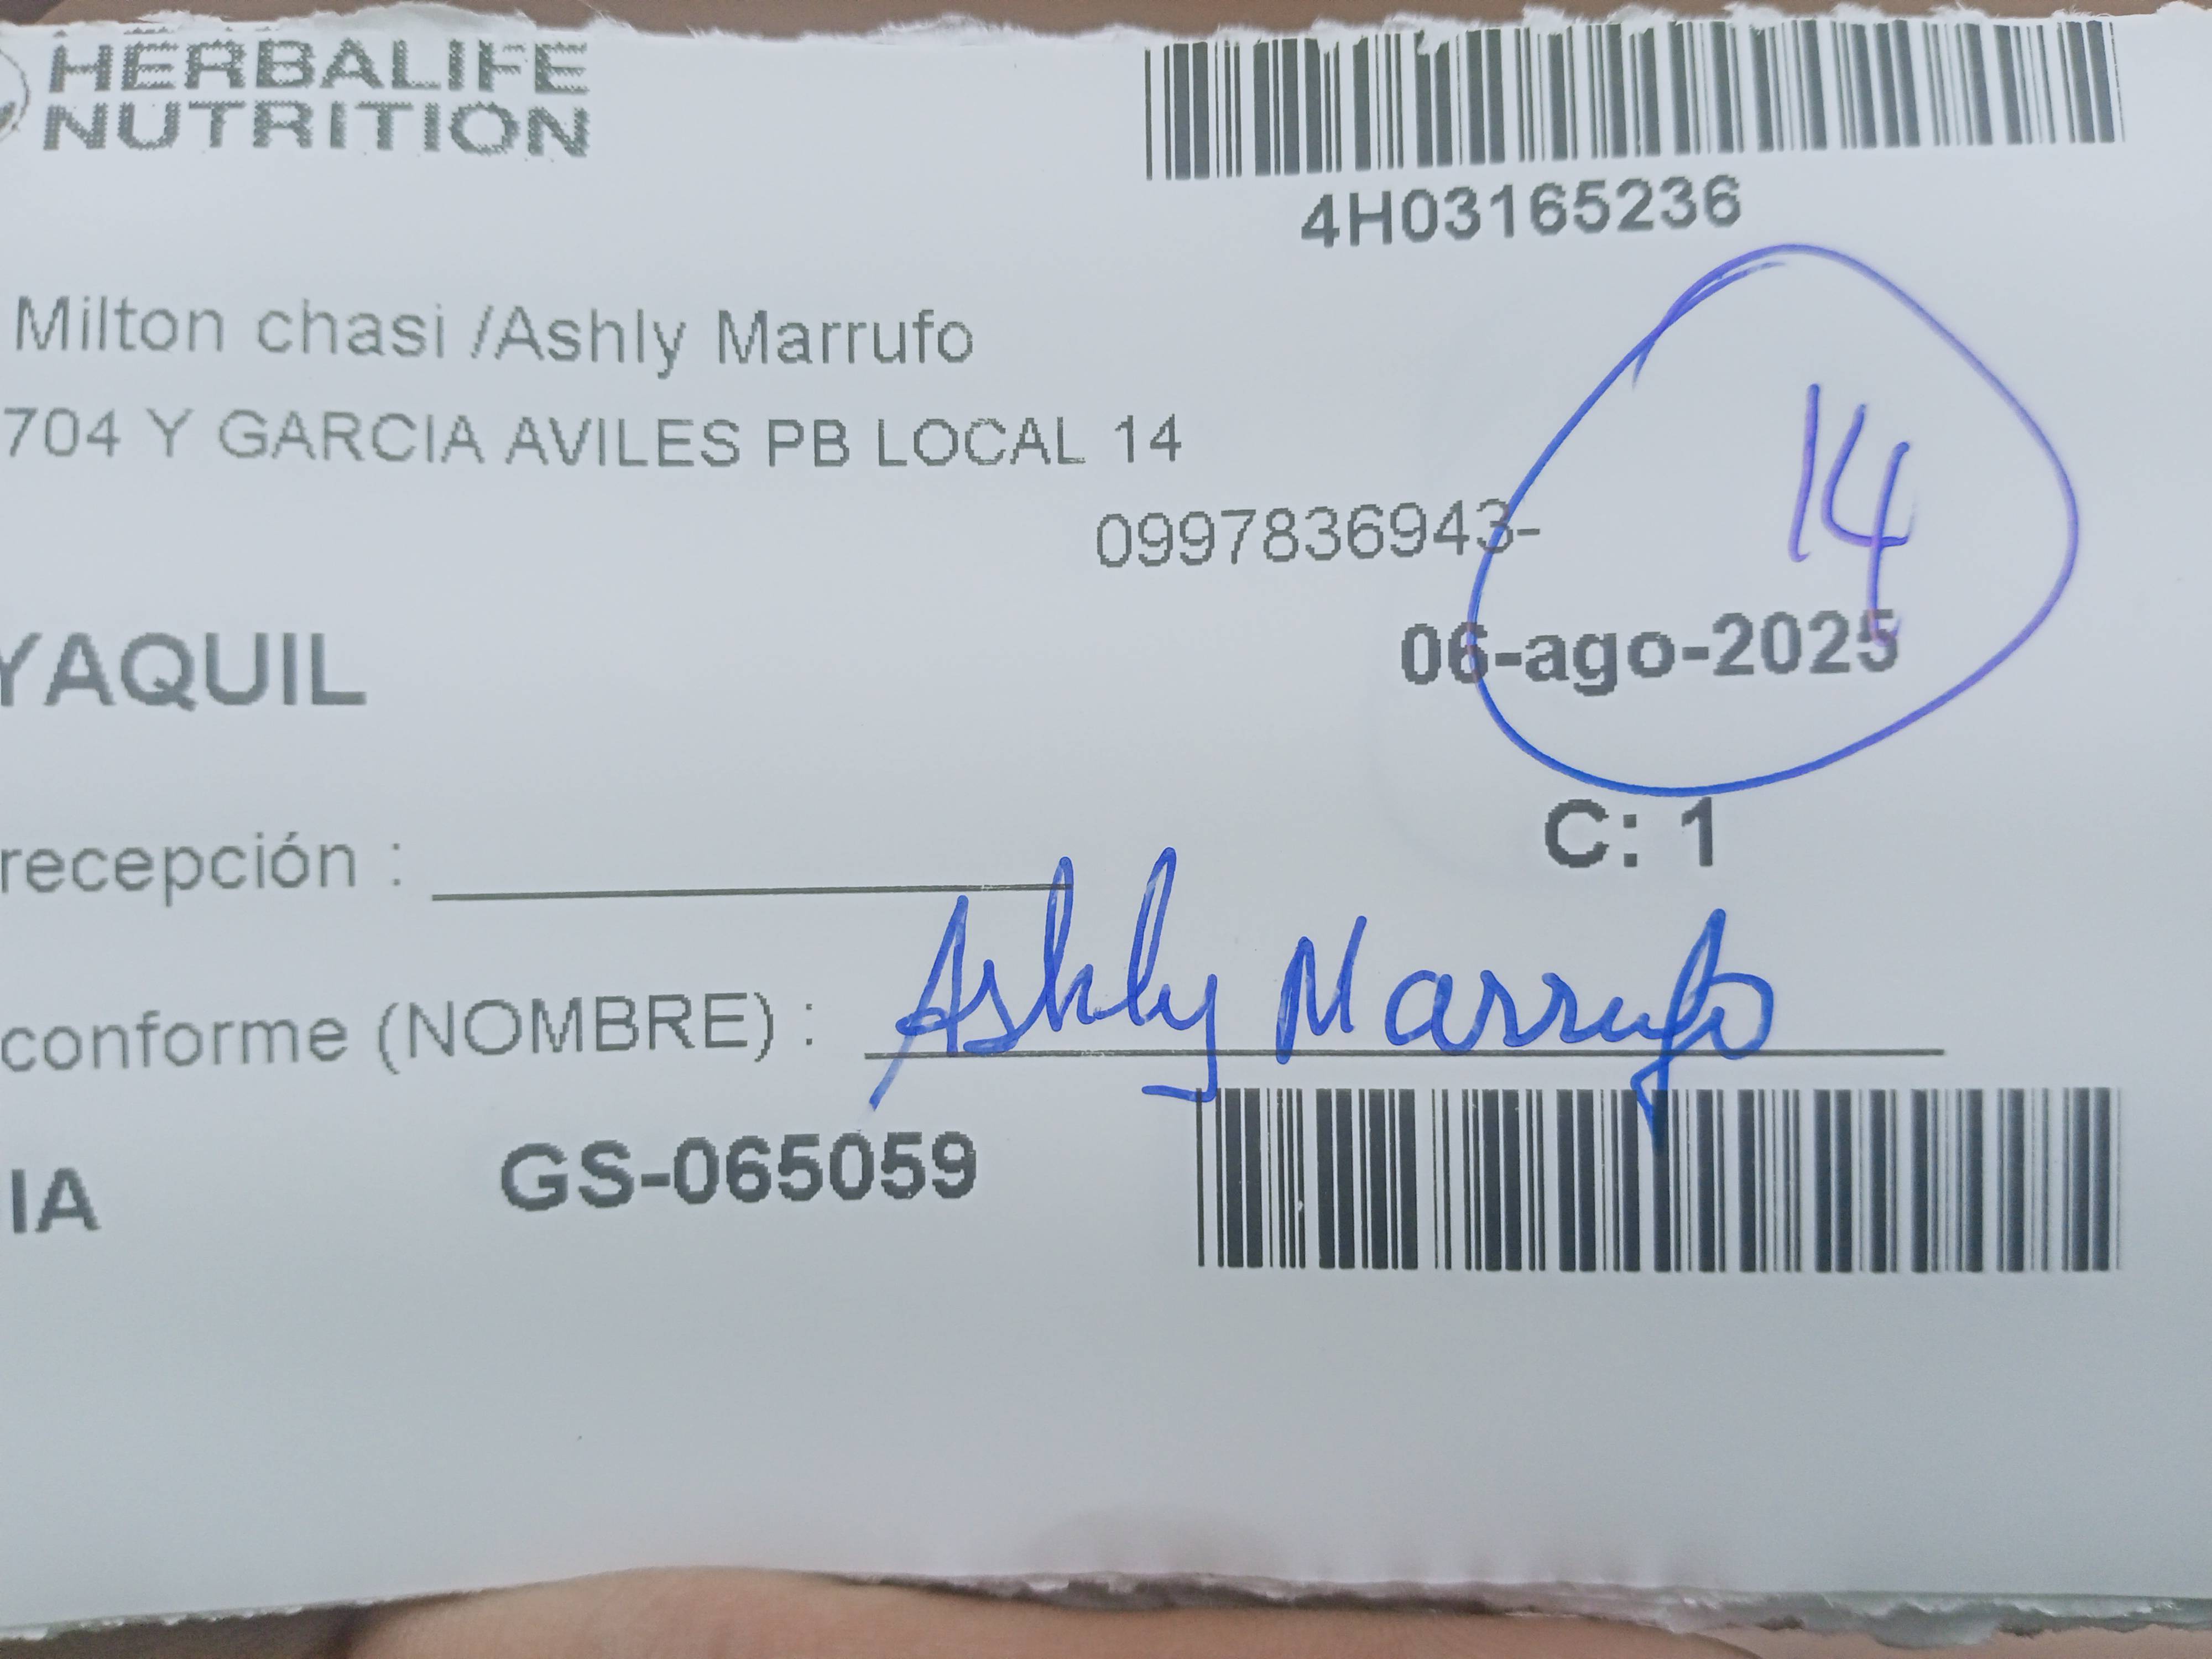 HERBALIFE
NUTRITION
4H03165236
Milton chasi /Ashly Marrufo
704 Y GARCIA AVILES PB LOCAL 14
14
0997836943-
YAQUIL
06-ago-2025
C: 1
recepción :
conforme (NOMBRE) : Ashly Marrufo
IA GS-065059